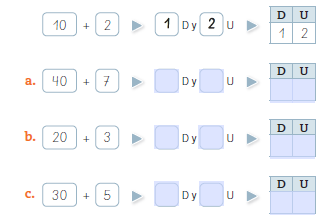 D U
10 + 2 1 D y 2 U 1 2
D U
a. 40 + 7 D y U
D U
b. 20 + 3 D y U
D U
c. 30 + 5 D y U